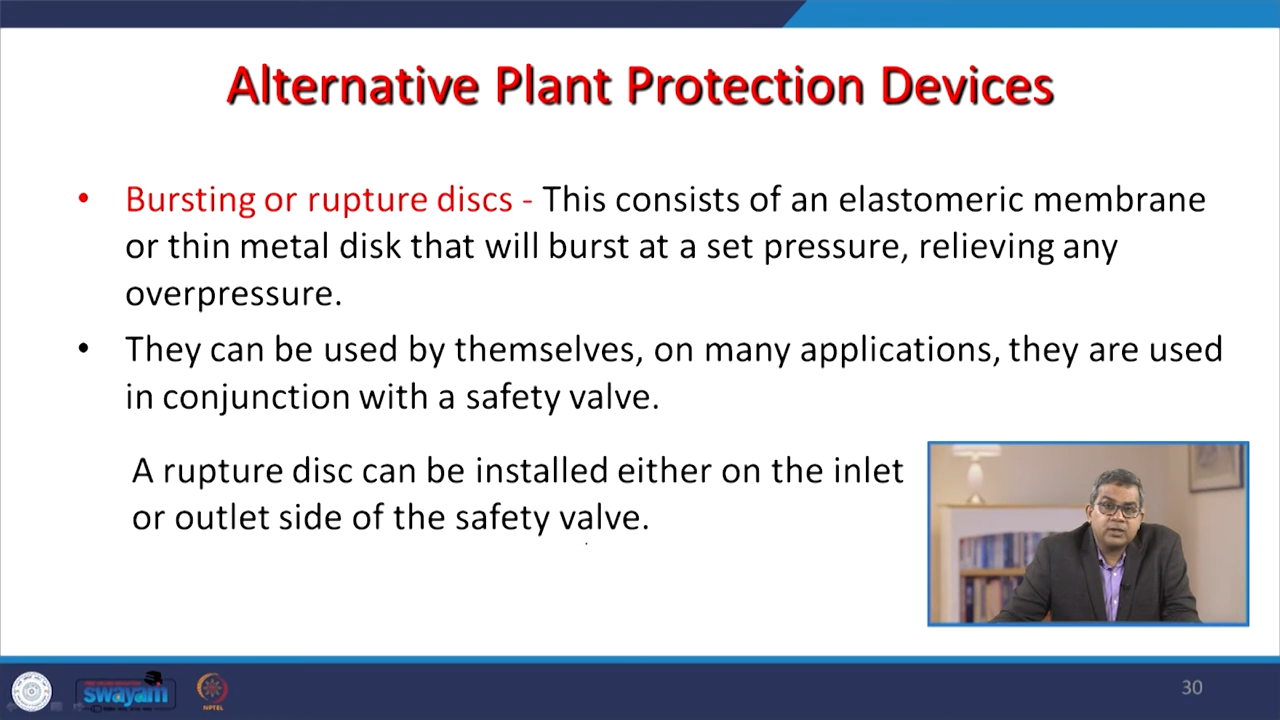 Alternative Plant Protection Devices
• Bursting or rupture discs - This consists of an elastomeric membrane
or thin metal disk that will burst at a set pressure, relieving any
overpressure.
• They can be used by themselves, on many applications, they are used
in conjunction with a safety valve.
A rupture disc can be installed either on the inlet
or outlet side of the safety valve.
swayam
NPTEL
30